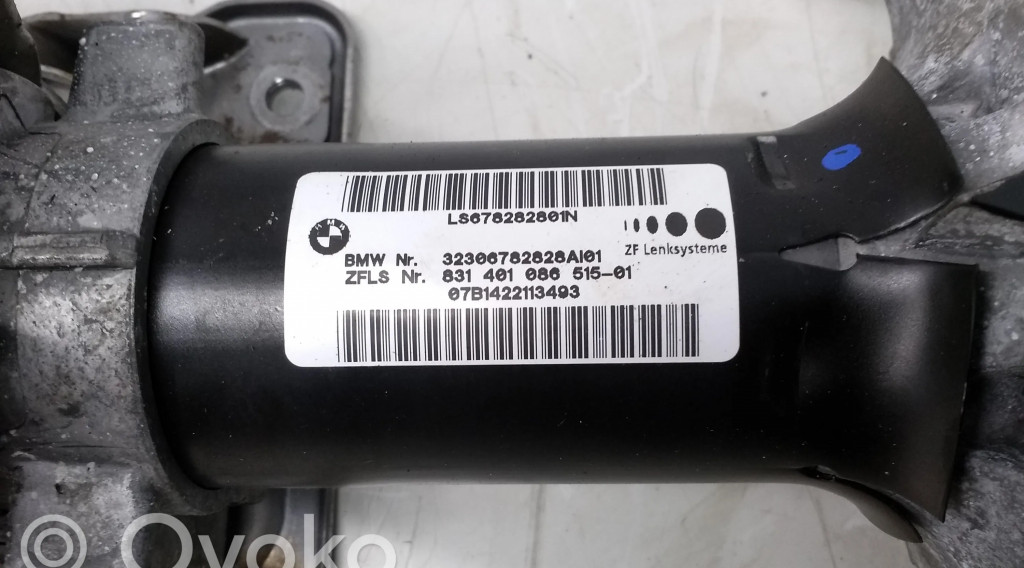 LS678282801N
BMW Nr. 32306782828AI01
ZFLS Nr. 831 401 086 515-01
07B1422113493
ZF Lenksysteme
© Ovoko